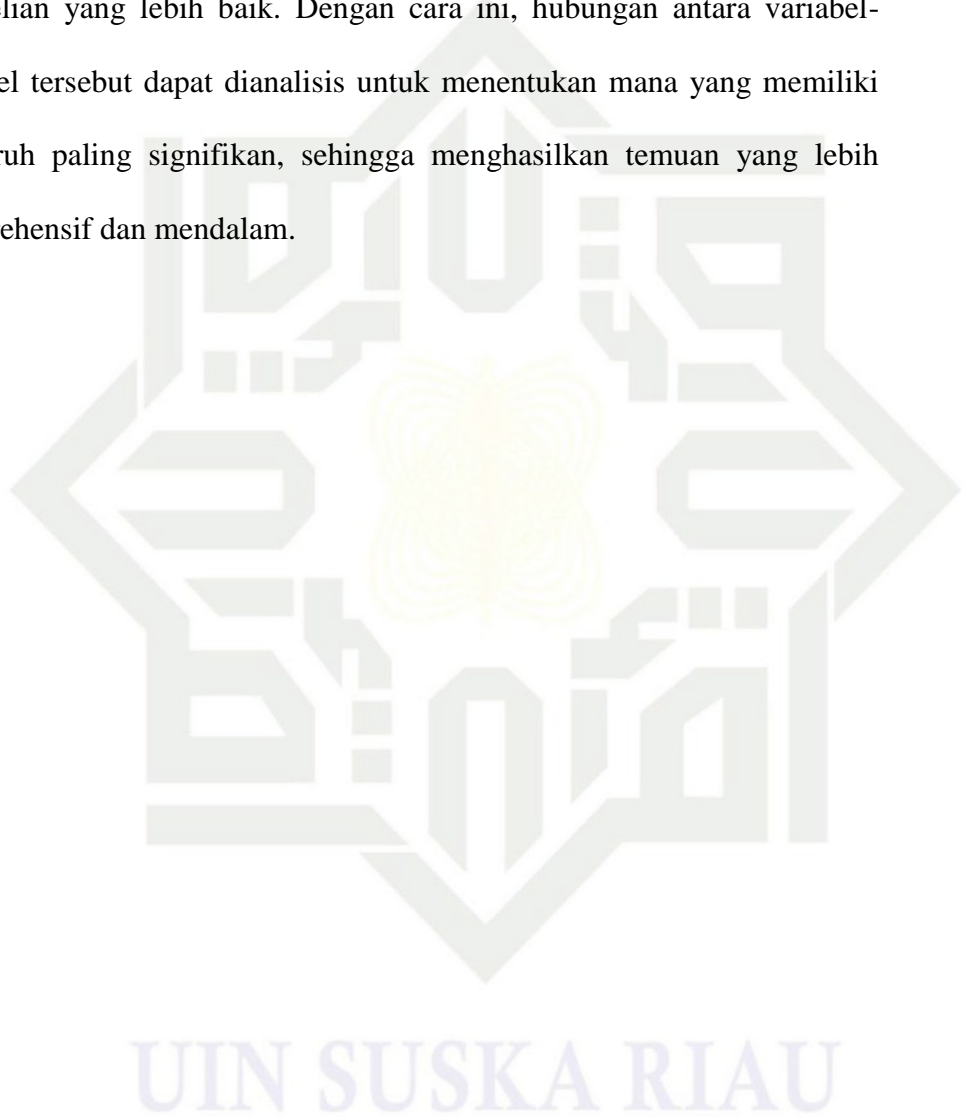 elian yang lebih baik. Dengan cara ini, hubungan antara variabel-
el tersebut dapat dianalisis untuk menentukan mana yang memiliki
ruh paling signifikan, sehingga menghasilkan temuan yang lebih
rehensif dan mendalam.
UIN SUSKA RIAU